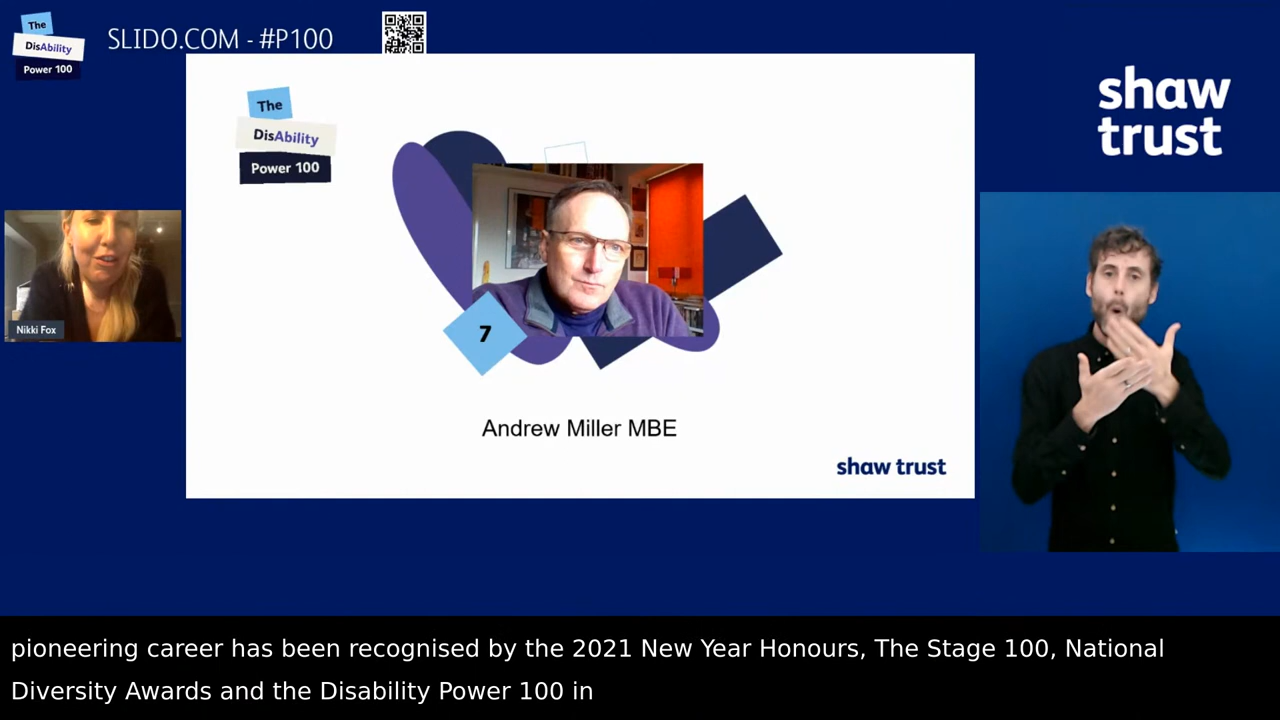 The
DisAbility
Power 100
SLIDO.COM - #P100
shaw
trust
The
DisAbility
Power 100
Nikki Fox
7
Andrew Miller MBE
shaw trust
pioneering career has been recognised by the 2021 New Year Honours, The Stage 100, National
Diversity Awards and the Disability Power 100 in